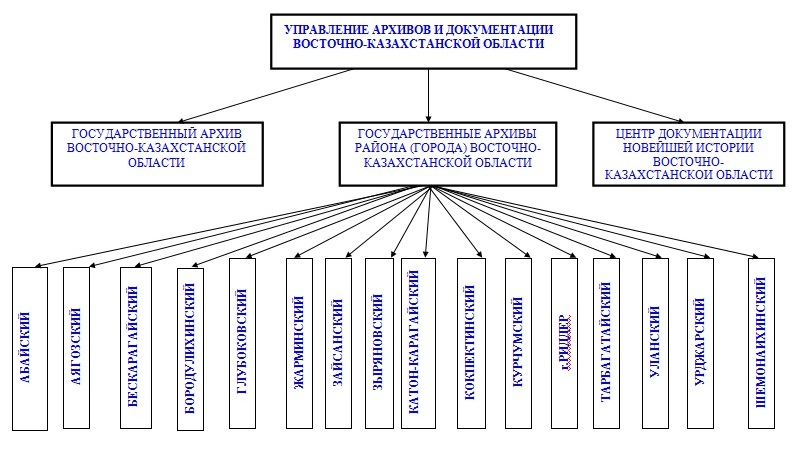 УПРАВЛЕНИЕ АРХИВОВ И ДОКУМЕНТАЦИИ
ВОСТОЧНО-КАЗАХСТАНСКОЙ ОБЛАСТИ
ГОСУДАРСТВЕННЫЙ АРХИВ
ВОСТОЧНО-КАЗАХСТАНСКОЙ
ОБЛАСТИ
ГОСУДАРСТВЕННЫЕ АРХИВЫ
РАЙОНА (ГОРОДА) ВОСТОЧНО-
КАЗАХСТАНСКОЙ ОБЛАСТИ
ЦЕНТР ДОКУМЕНТАЦИИ
НОВЕЙШЕЙ ИСТОРИИ
ВОСТОЧНО-
КАЗАХСТАНСКОЙ ОБЛАСТИ
АБАЙСКИЙ
АЯГОЗСКИЙ
БЕСКАРАГАЙСКИЙ
БОРОДУЛИХИНСКИЙ
ГЛУБОКОВСКИЙ
ЖАРМИНСКИЙ
ЗАЙСАНСКИЙ
ЗЫРЯНОВСКИЙ
КАТОН-КАРАГАЙСКИЙ
КОКПЕКТИНСКИЙ
КУРЧУМСКИЙ
г.РИДДЕР
ТАРБАГАТАЙСКИЙ
УЛАНСКИЙ
УРДЖАРСКИЙ
ШЕМОНАИХИНСКИЙ